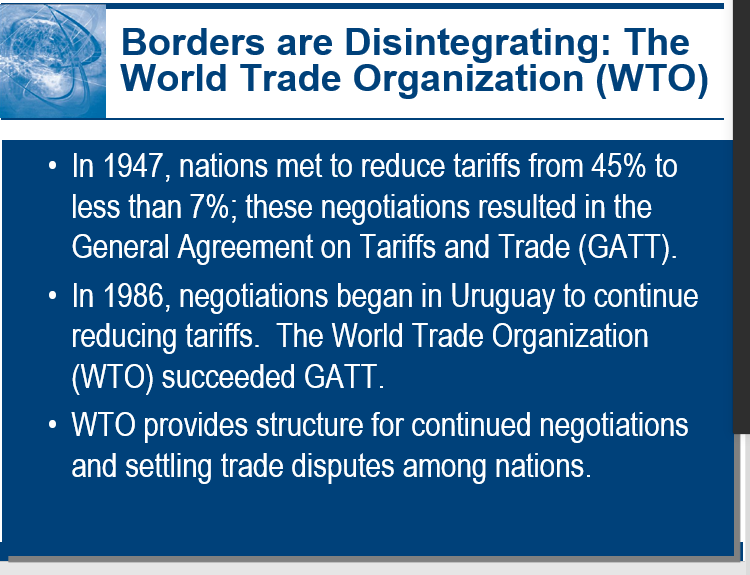 Borders are Disintegrating: The
World Trade Organization (WTO)
• In 1947, nations met to reduce tariffs from 45% to
less than 7%; these negotiations resulted in the
General Agreement on Tariffs and Trade (GATT).
• In 1986, negotiations began in Uruguay to continue
reducing tariffs.  The World Trade Organization
(WTO) succeeded GATT.
• WTO provides structure for continued negotiations
and settling trade disputes among nations.